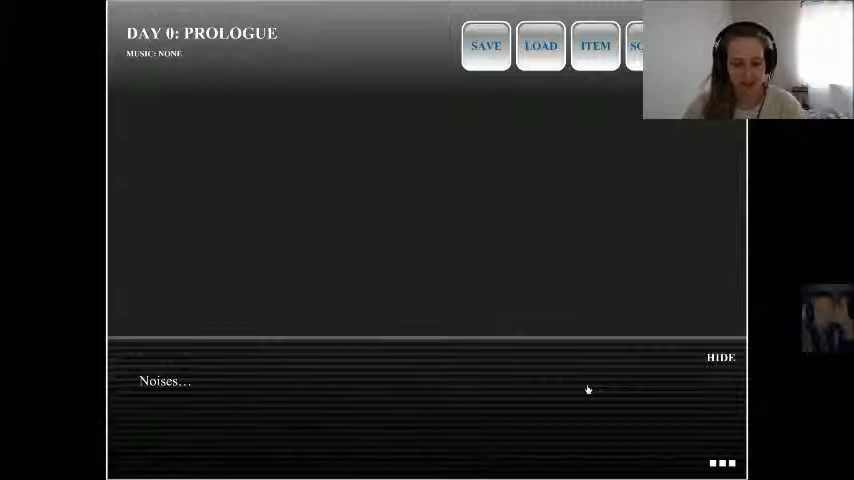 DAY 0: PROLOGUE
MUSIC: NONE
SAVE
LOAD
ITEM
HIDE
Noises...